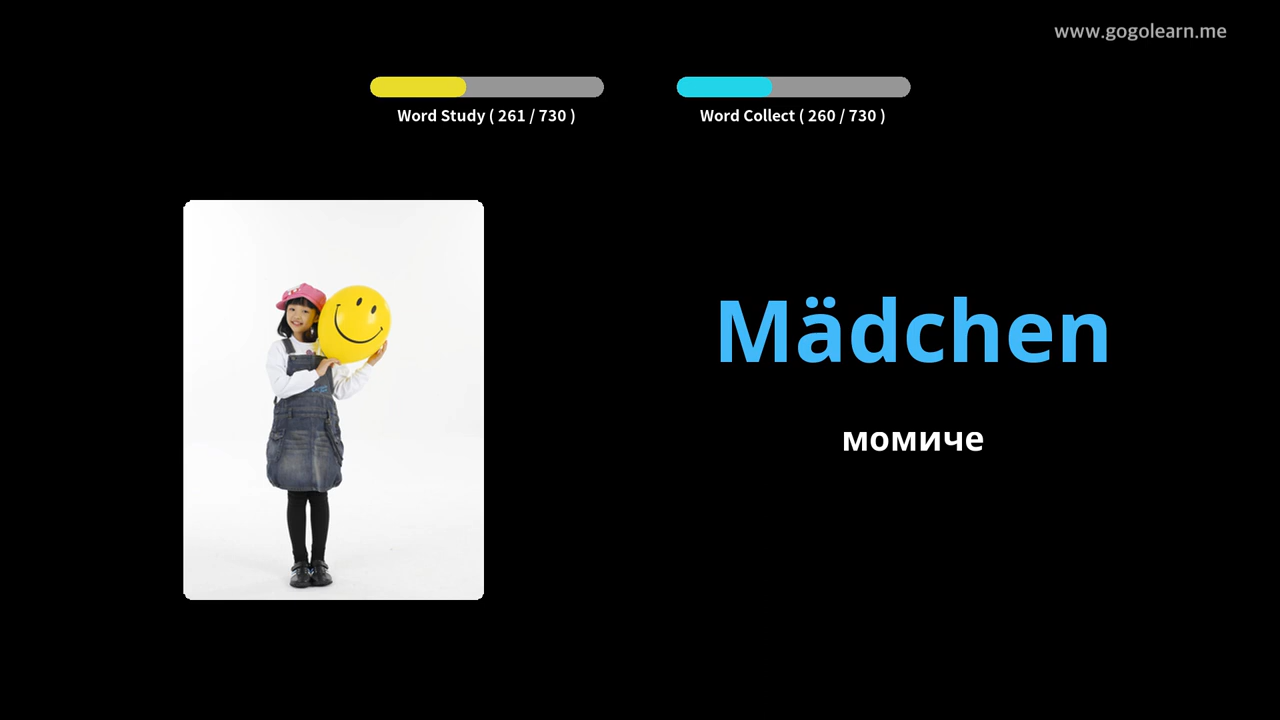 www.gogolearn.me
Word Study ( 261 / 730 )
Word Collect ( 260 / 730 )
Mädchen
момиче